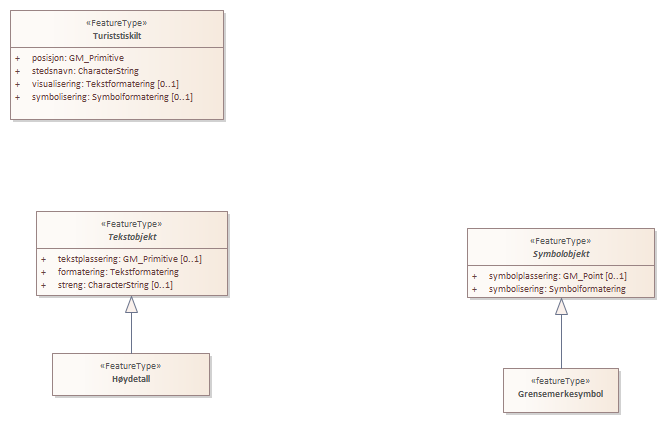 «FeatureType»
Turiststiskilt
+ posisjon: GM_Primitive
+ stedsnavn: CharacterString
+ visualisering: Tekstformatering [0..1]
+ symbolisering: Symbolformatering [0..1]
«FeatureType»
Tekstobjekt
+ tekstplassering: GM_Primitive [0..1]
+ formatering: Tekstformatering
+ streng: CharacterString [0..1]
«FeatureType»
Symbolobjekt
+ symbolplassering: GM_Point [0..1]
+ symbolisering: Symbolformatering
«FeatureType»
Høydetall
«featureType»
Grensemerkesymbol